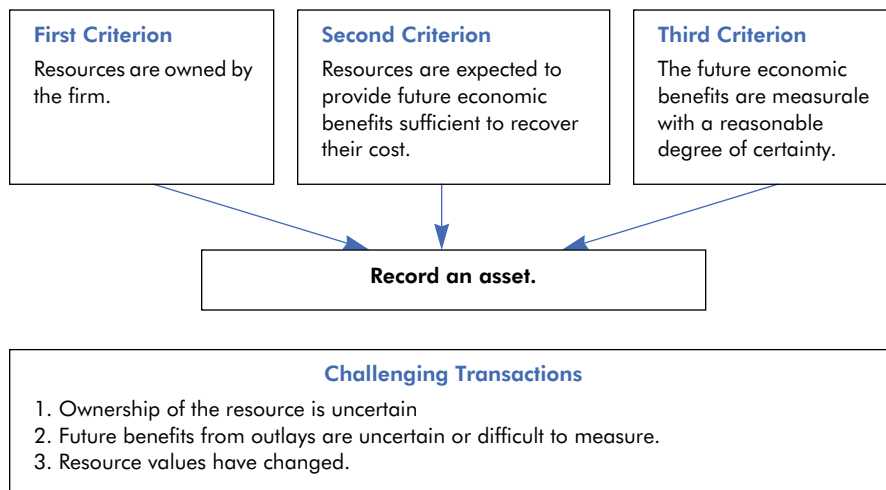 First Criterion
Resources are owned by
the firm.
Second Criterion
Resources are expected to
provide future economic
benefits sufficient to recover
their cost.
Third Criterion
The future economic
benefits are measurale
with a reasonable
degree of certainty.
Record an asset.
Challenging Transactions
1. Ownership of the resource is uncertain
2. Future benefits from outlays are uncertain or difficult to measure.
3. Resource values have changed.